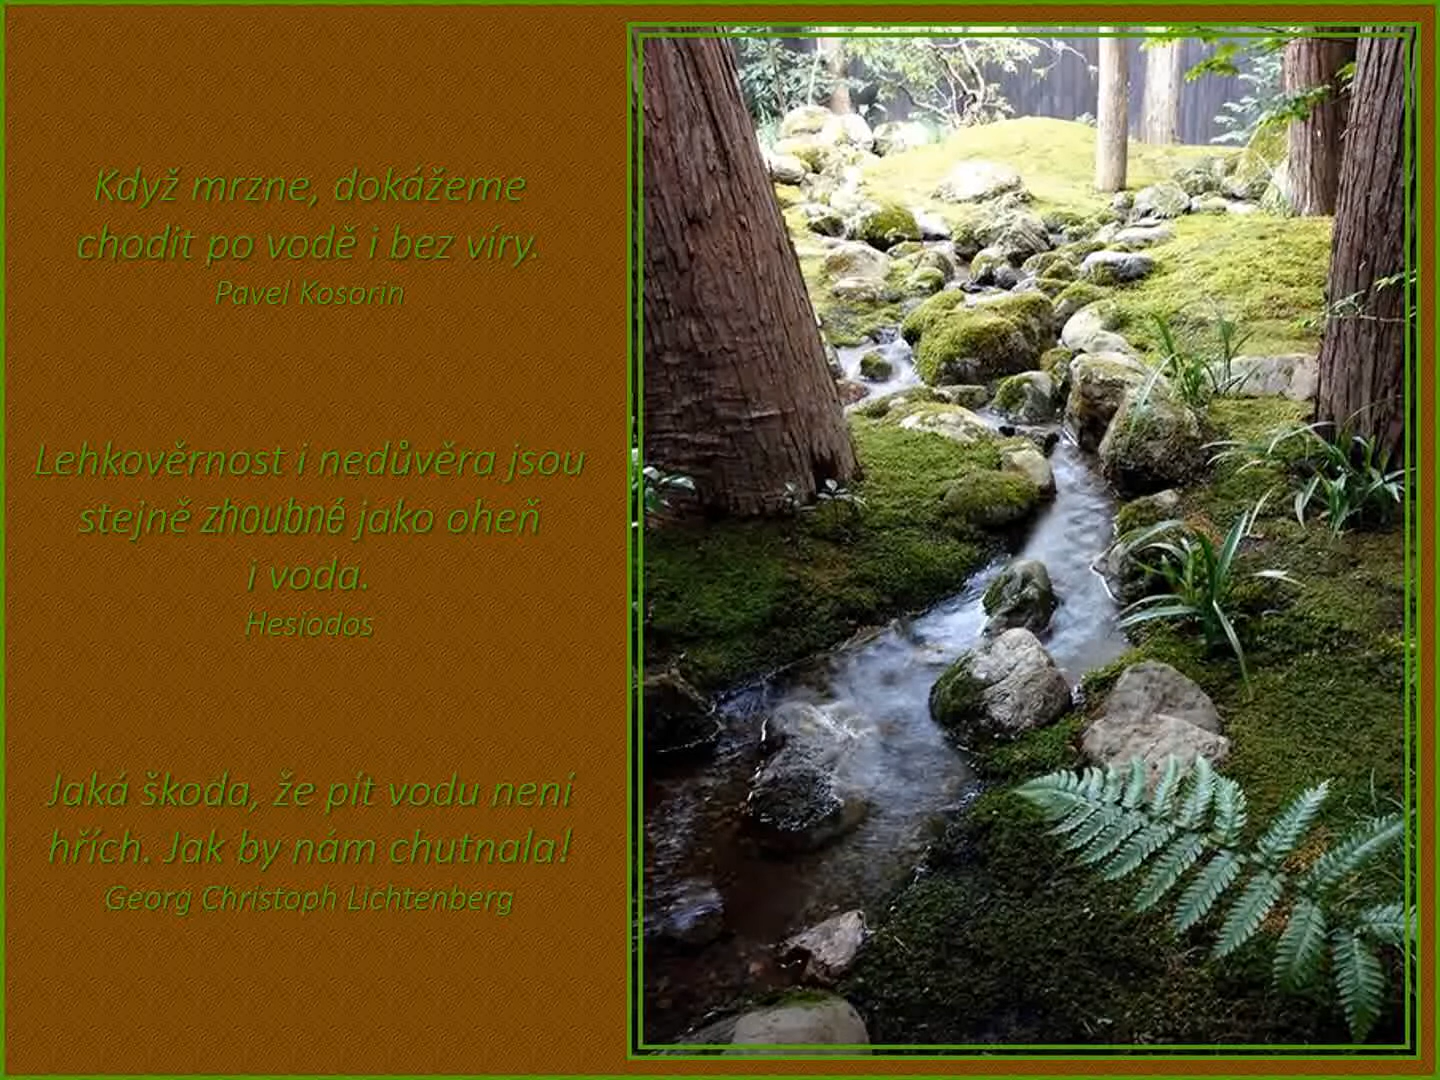 Když mrzne, dokážeme
chodit po vodě i bez víry.
Pavel Kosorin
Lehkověrnost i nedůvěra jsou
stejně zhoubné jako oheň
i voda.
Hesiodos
Jaká škoda, že pít vodu není
hřích. Jak by nám chutnala!
Georg Christoph Lichtenberg